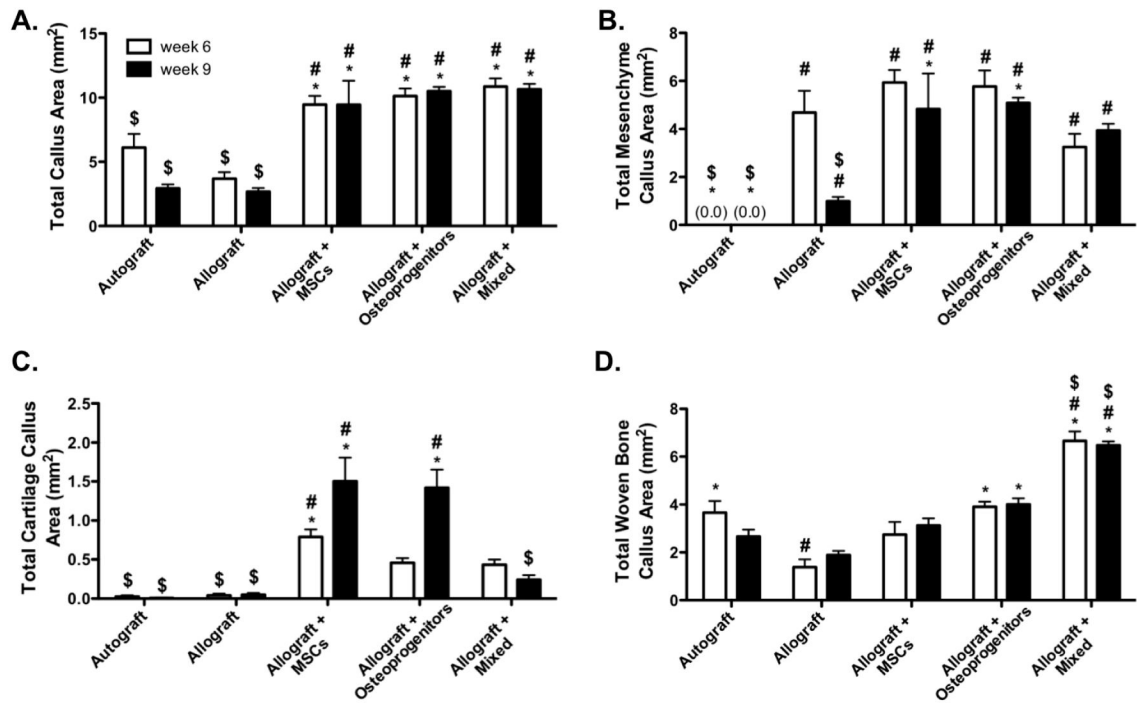 A.
Total Callus Area (mm²)
15
10
5
0
week 6
week 9
$
$
$
$
#
*
#
*
#
*
#
*
#
*
#
*
Autograft
Allograft
Allograft +
MSCs
Allograft +
Osteoprogenitors
Allograft +
Mixed
B.
Total Mesenchyme
Callus Area (mm²)
8
6
4
2
0
$
*
(0.0)
$
*
(0.0)
#
$
#
#
#
*
#
#
*
#
#
Autograft
Allograft
Allograft +
MSCs
Allograft +
Osteoprogenitors
Allograft +
Mixed
C.
Total Cartilage Callus
Area (mm²)
2.5
2.0
1.5
1.0
0.5
0.0
$
$
$
$
#
*
#
*
#
*
$
Autograft
Allograft
Allograft +
MSCs
Allograft +
Osteoprogenitors
Allograft +
Mixed
D.
Total Woven Bone
Callus Area (mm²)
8
6
4
2
0
*
#
*
*
$
#
*
$
#
*
Autograft
Allograft
Allograft +
MSCs
Allograft +
Osteoprogenitors
Allograft +
Mixed